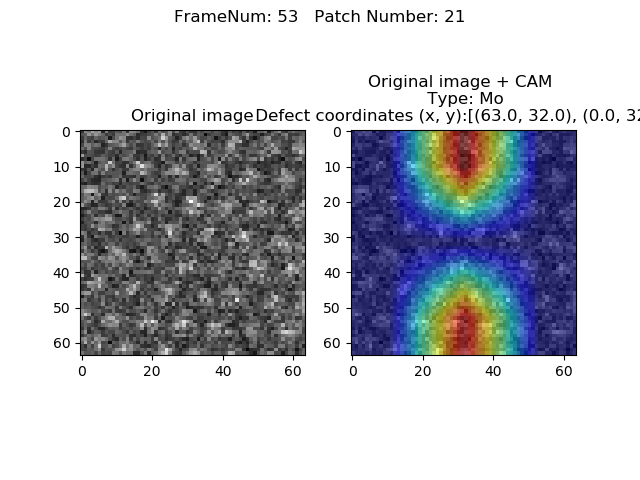 FrameNum: 53   Patch Number: 21
Original image + CAM
Type: Mo
Original image
Defect coordinates (x, y):[(63.0, 32.0), (0.0, 32
0
10
20
30
40
50
60
0 20 40 60
0
10
20
30
40
50
60
0 20 40 60